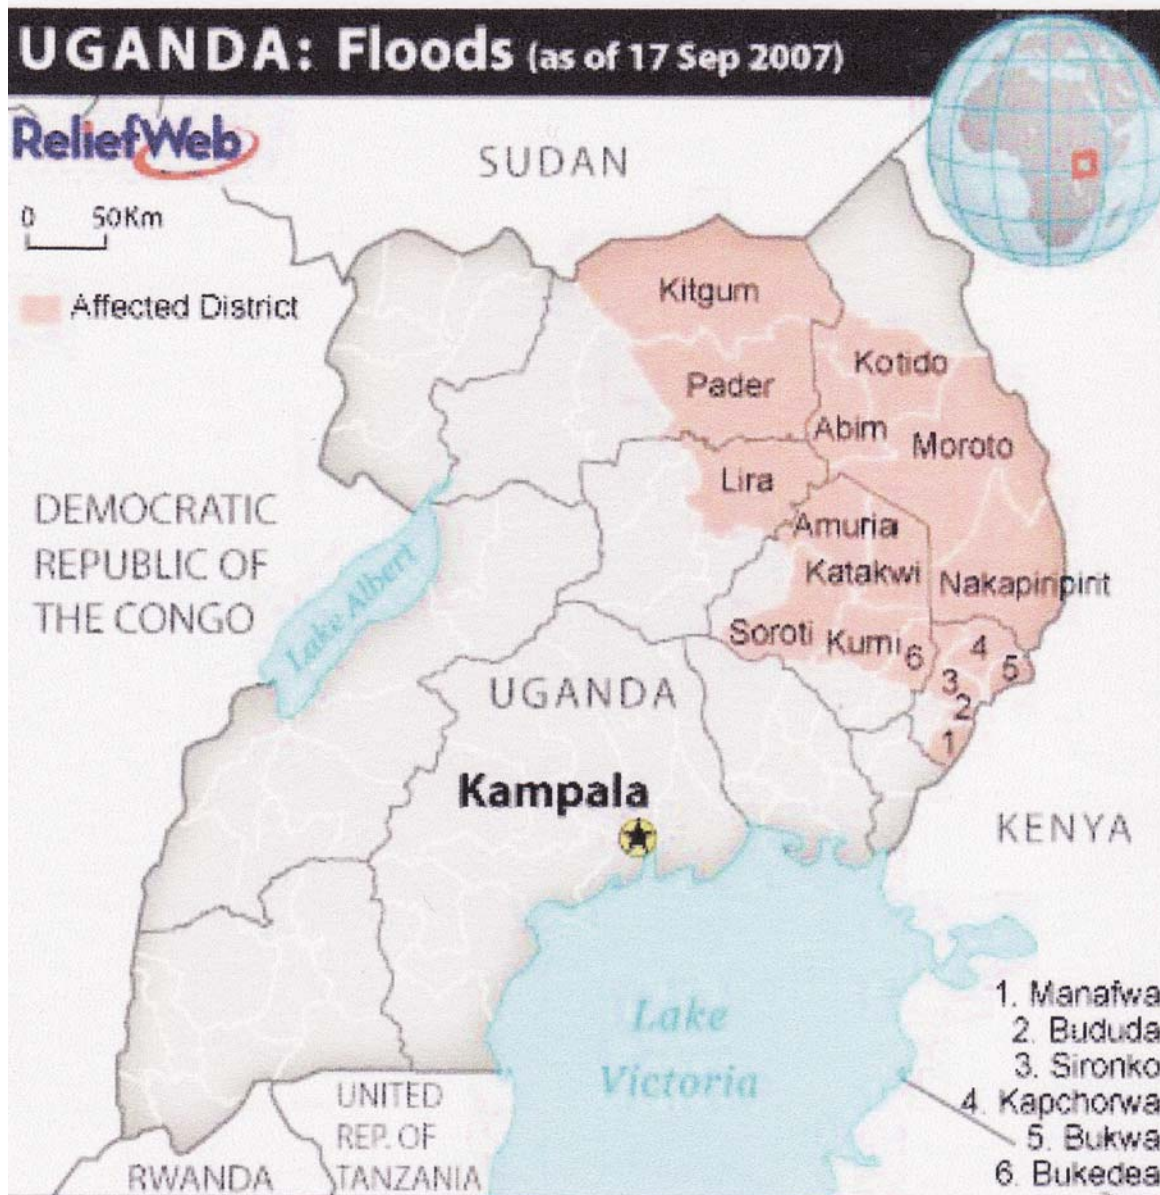 UGANDA: Floods (as of 17 Sep 2007)
ReliefWeb
SUDAN
0 50Km
Affected District
Kitgum
Kotido
Pader
Abim
Moroto
Lira
DEMOCRATIC
REPUBLIC OF
THE CONGO
Amuria
Lake Albert
Katakwi
Nakapiripirit
Soroti
Kumi
6
4
5
3
2
1
UGANDA
Kampala
KENYA
Lake
Victoria
1. Manafwa
2. Bududa
3. Sironko
4. Kapchorwa
5. Bukwa
6. Bukedea
UNITED
REP. OF
TANZANIA
RWANDA